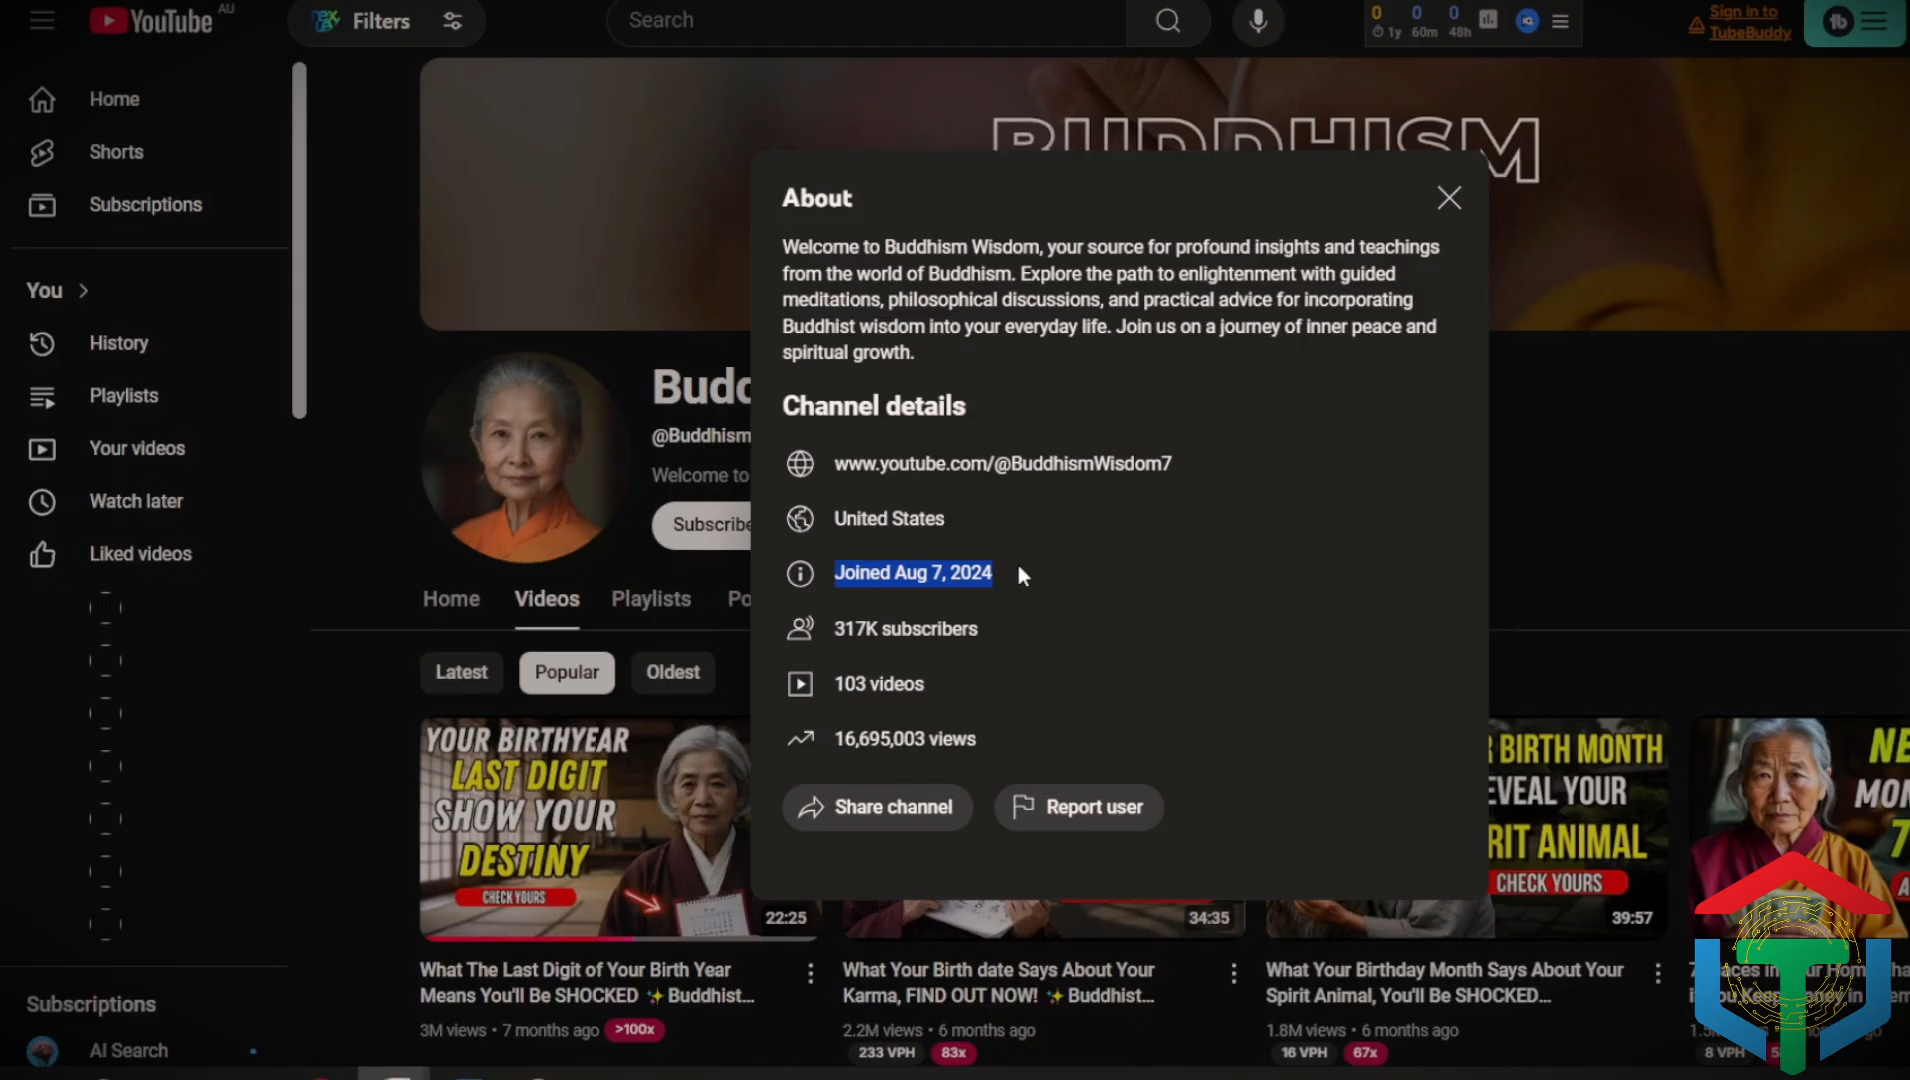 YouTube AU
Filters
Search
0 0 0
1y 60m 48h
Sign in to
TubeBuddy
Home
Shorts
Subscriptions
You
History
Playlists
Your videos
Watch later
Liked videos
Subscriptions
AI Search
BUDDHISM
Budd
@Buddhism
Welcome to
Subscribe
Home Videos Playlists Po
Latest Popular Oldest
About
Welcome to Buddhism Wisdom, your source for profound insights and teachings
from the world of Buddhism. Explore the path to enlightenment with guided
meditations, philosophical discussions, and practical advice for incorporating
Buddhist wisdom into your everyday life. Join us on a journey of inner peace and
spiritual growth.
Channel details
www.youtube.com/@BuddhismWisdom7
United States
Joined Aug 7, 2024
317K subscribers
103 videos
16,695,003 views
Share channel Report user
YOUR BIRTHYEAR
LAST DIGIT
SHOW YOUR
DESTINY
CHECK YOURS
22:25
What The Last Digit of Your Birth Year
Means You'll Be SHOCKED ✨Buddhist...
3M views • 7 months ago >100x
34:35
What Your Birth date Says About Your
Karma, FIND OUT NOW! ✨Buddhist...
2.2M views • 6 months ago
233 VPH 83x
BIRTH MONTH
EVEAL YOUR
RIT ANIMAL
CHECK YOURS
39:57
What Your Birthday Month Says About Your
Spirit Animal, You'll Be SHOCKED...
1.8M views • 6 months ago
16 VPH 67x
NE
MO
7
8 VPH